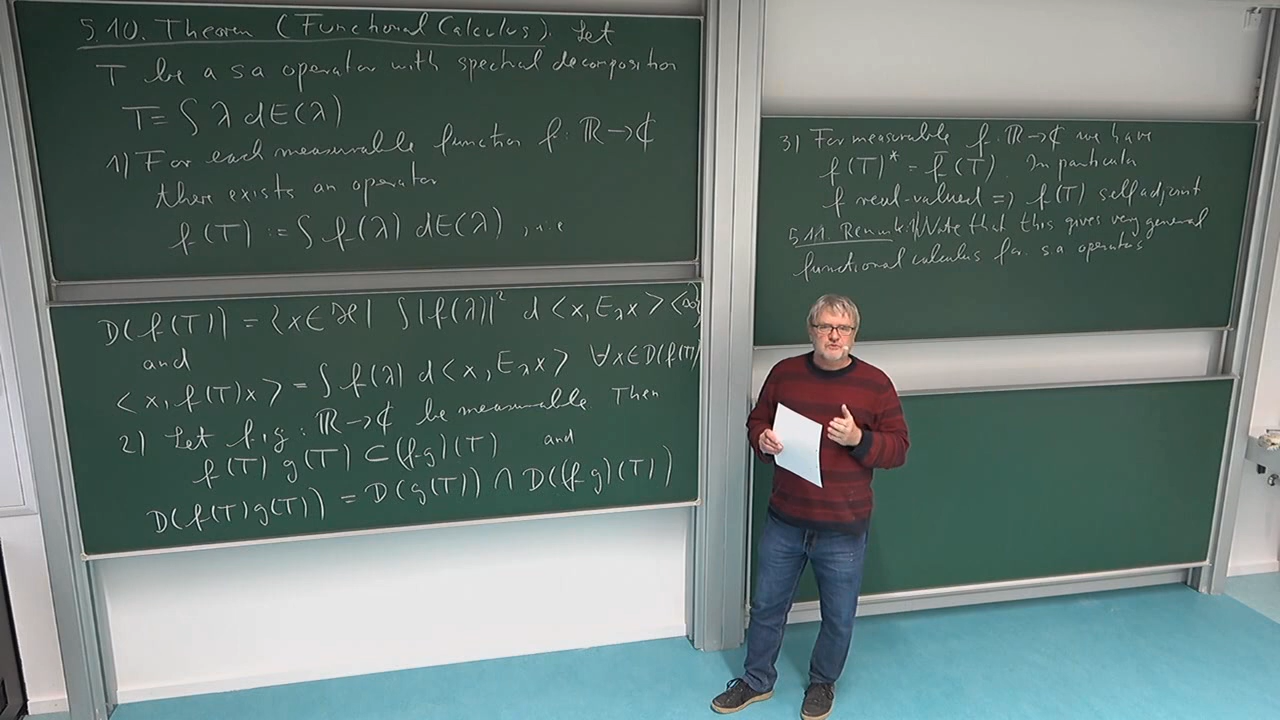 5.10. Theorem (Functional Calculus). Let
T be a sa operator with spectral decomposition
T = ∫ λ dE(λ)
1) For each measurable function f: ℝ → ℂ
there exists an operator
f(T) := ∫ f(λ) dE(λ), i.e
D(f(T)) = {x ∈ ℋ | ∫|f(λ)|² d<x, E_λ x> < ∞}
and
<x, f(T)x> = ∫ f(λ) d<x, E_λ x> ∀ x ∈ D(f(T))
2) Let f, g: ℝ → ℂ be measurable. Then
f(T) g(T) ⊂ (f·g)(T) and
D(f(T)g(T)) = D(g(T)) ∩ D((f·g)(T))
3) For measurable f: ℝ → ℂ we have
f(T)* = f̄(T). In particular
f real-valued ⇒ f(T) selfadjoint
5.11. Remark: 1) Note that this gives very general
functional calculus for s.a operators